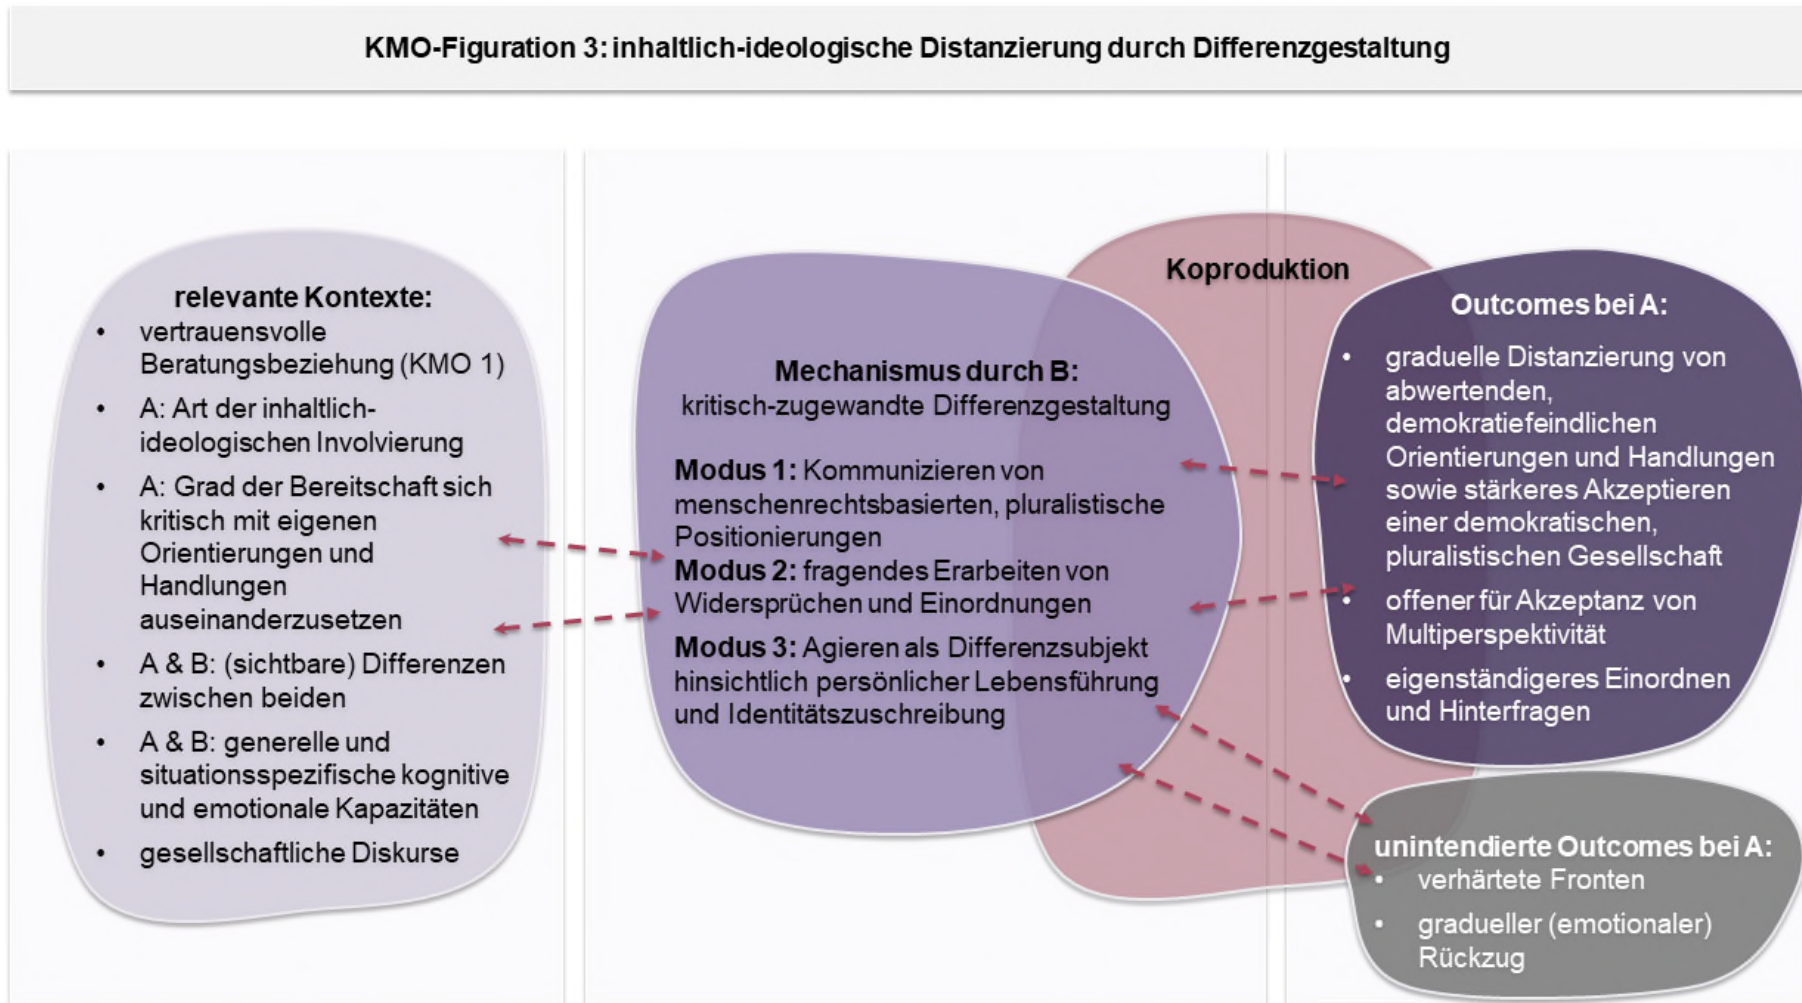 KMO-Figuration 3: inhaltlich-ideologische Distanzierung durch Differenzgestaltung
relevante Kontexte:
• vertrauensvolle
Beratungsbeziehung (KMO 1)
• A: Art der inhaltlich-
ideologischen Involvierung
• A: Grad der Bereitschaft sich
kritisch mit eigenen
Orientierungen und
Handlungen
auseinanderzusetzen
• A & B: (sichtbare) Differenzen
zwischen beiden
• A & B: generelle und
situationsspezifische kognitive
und emotionale Kapazitäten
• gesellschaftliche Diskurse
Mechanismus durch B:
kritisch-zugewandte Differenzgestaltung
Modus 1: Kommunizieren von
menschenrechtsbasierten, pluralistische
Positionierungen
Modus 2: fragendes Erarbeiten von
Widersprüchen und Einordnungen
Modus 3: Agieren als Differenzsubjekt
hinsichtlich persönlicher Lebensführung
und Identitätszuschreibung
Koproduktion
Outcomes bei A:
• graduelle Distanzierung von
abwertenden,
demokratiefeindlichen
Orientierungen und Handlungen
sowie stärkeres Akzeptieren
einer demokratischen,
pluralistischen Gesellschaft
• offener für Akzeptanz von
Multiperspektivität
• eigenständigeres Einordnen
und Hinterfragen
unintendierte Outcomes bei A:
• verhärtete Fronten
• gradueller (emotionaler)
Rückzug